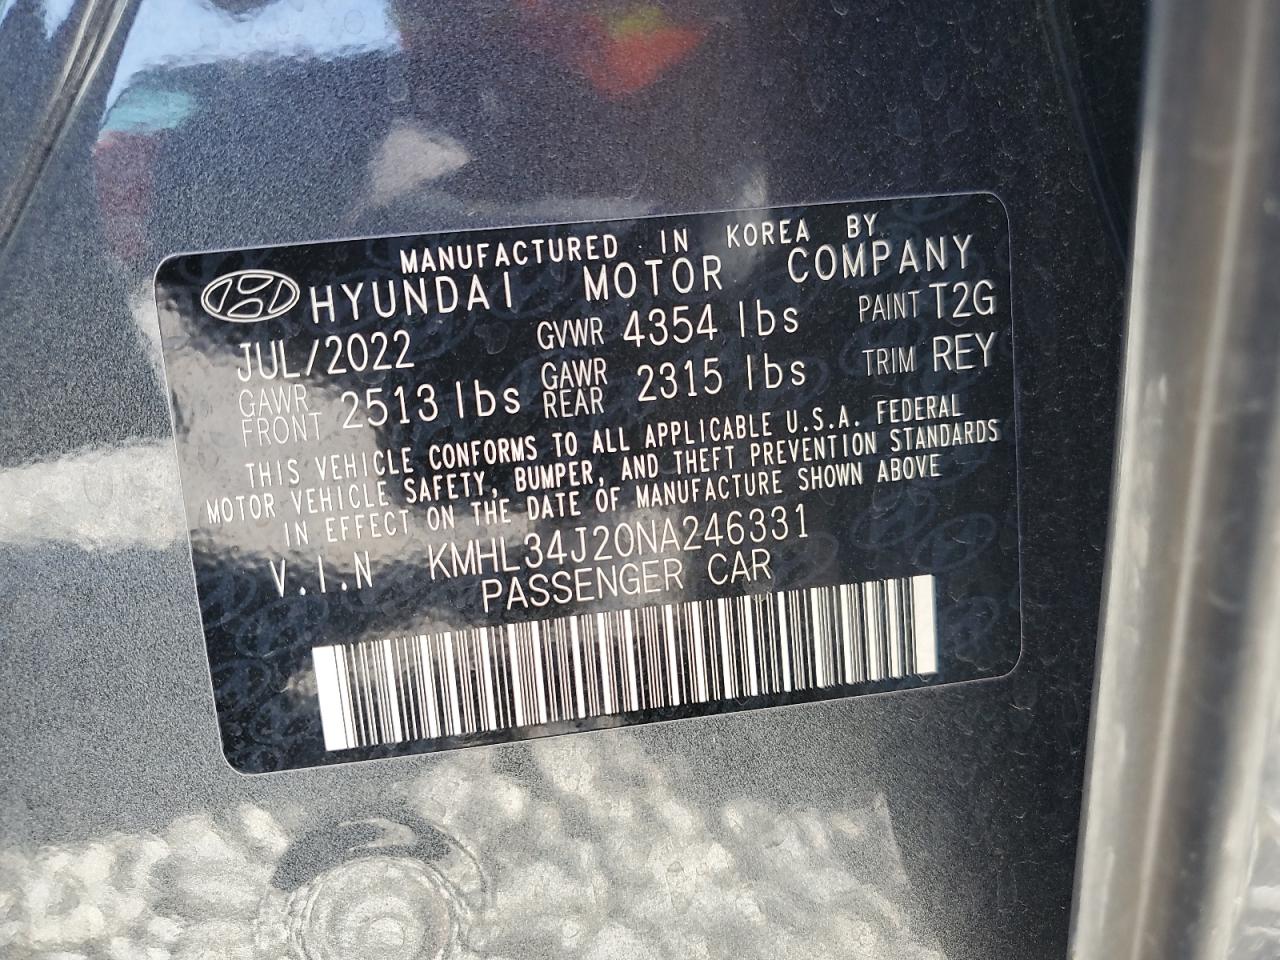 MANUFACTURED IN KOREA BY
HYUNDAI MOTOR COMPANY
JUL/2022 GVWR 4354 lbs PAINT T2G
GAWR FRONT 2513 lbs GAWR REAR 2315 lbs TRIM REY
THIS VEHICLE CONFORMS TO ALL APPLICABLE U.S.A. FEDERAL
MOTOR VEHICLE SAFETY, BUMPER, AND THEFT PREVENTION STANDARDS
IN EFFECT ON THE DATE OF MANUFACTURE SHOWN ABOVE
V.I.N KMHL34J20NA246331
PASSENGER CAR